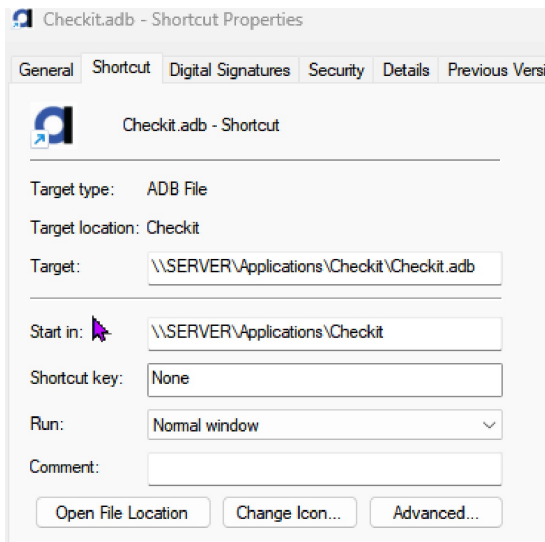 Checkit.adb - Shortcut Properties
General Shortcut Digital Signatures Security Details Previous Versi
Checkit.adb - Shortcut
Target type: ADB File
Target location: Checkit
Target: \\SERVER\Applications\Checkit\Checkit.adb
Start in: \\SERVER\Applications\Checkit
Shortcut key: None
Run: Normal window
Comment:
Open File Location Change Icon... Advanced...